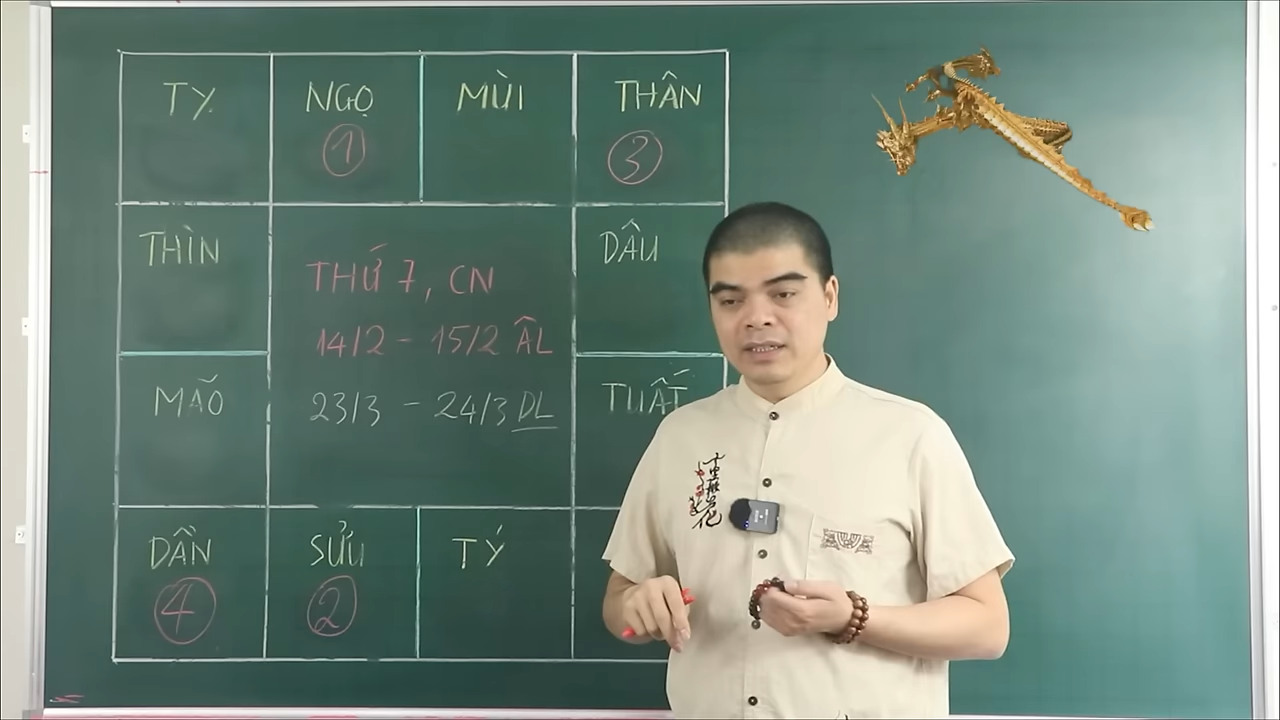 TỴ NGỌ MÙI THÂN
① ③
THÌN DẬU
THỨ 7, CN
14/2 - 15/2 ÂL
MÃO 23/3 - 24/3 DL TUẤT
DẦN SỬU TÝ
④ ②